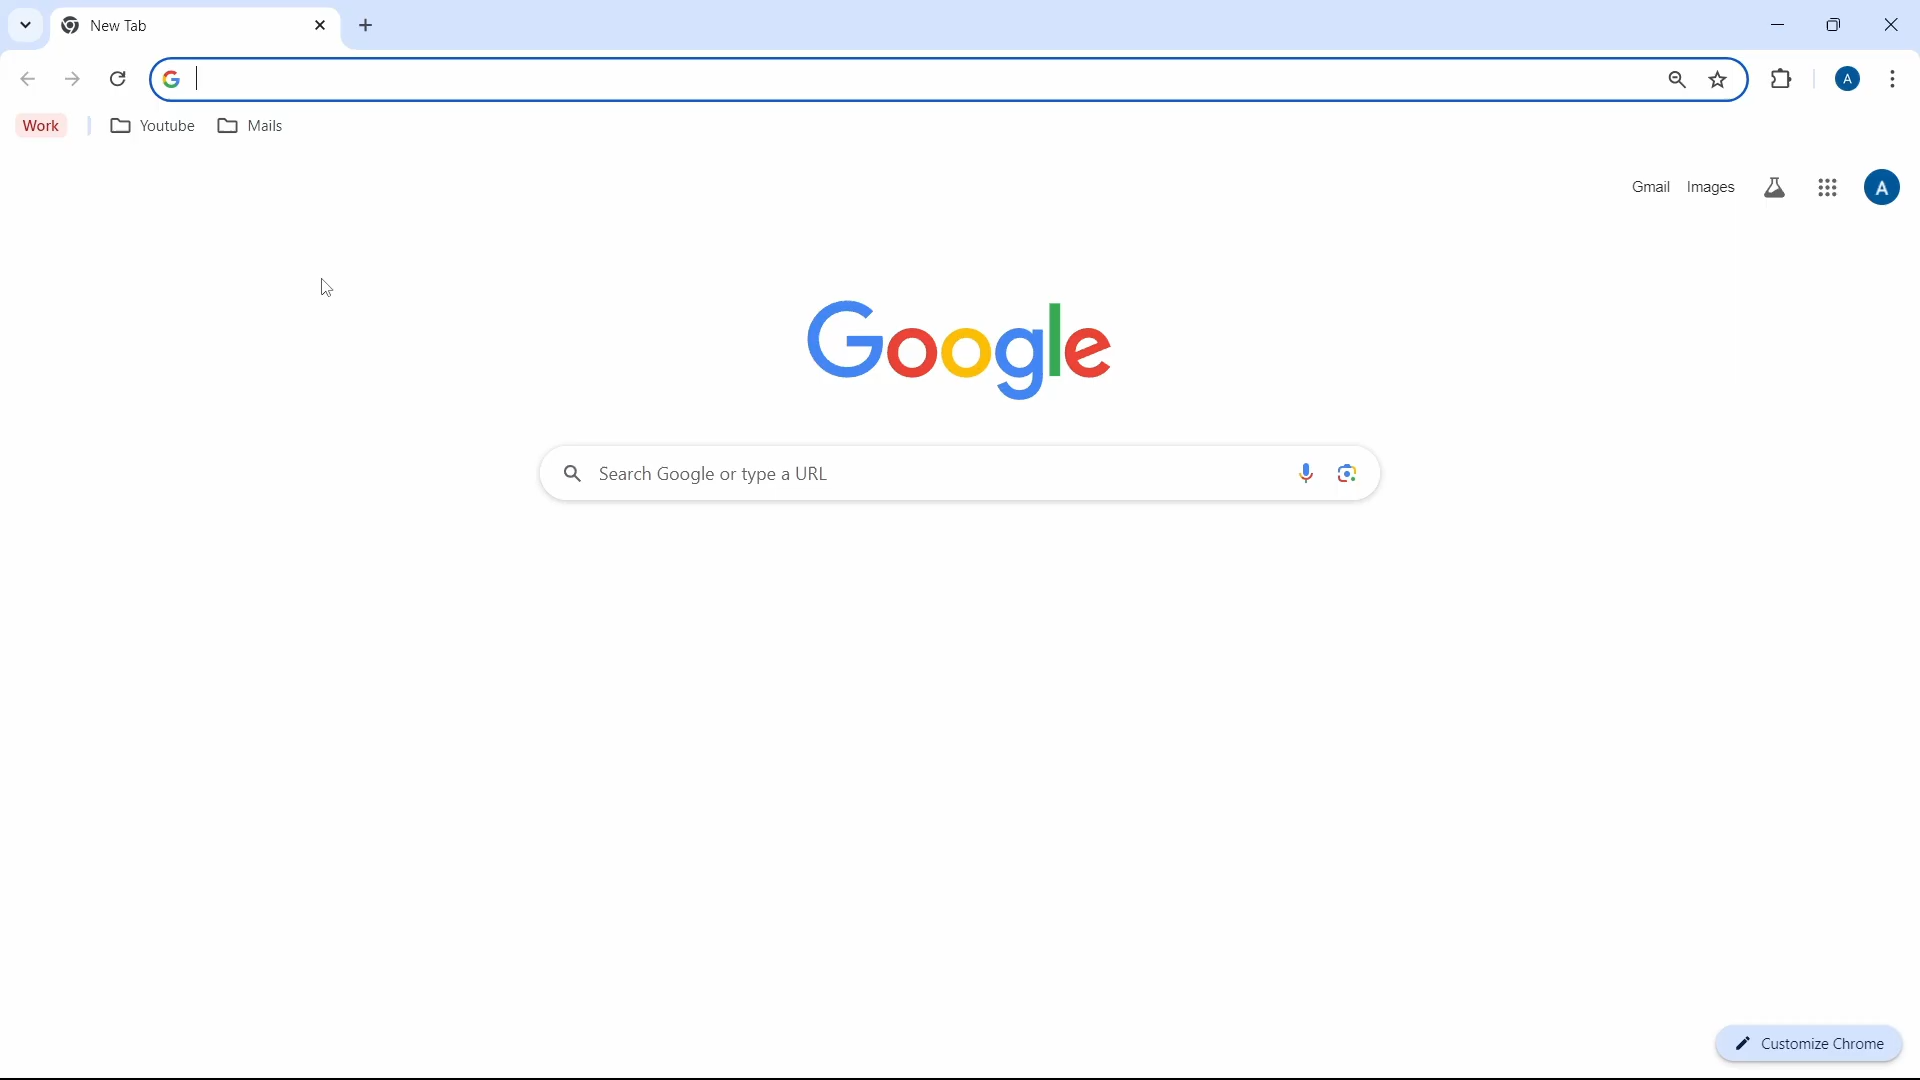 New Tab
Work Youtube Mails
Gmail Images A
A
Google
Search Google or type a URL
Customize Chrome